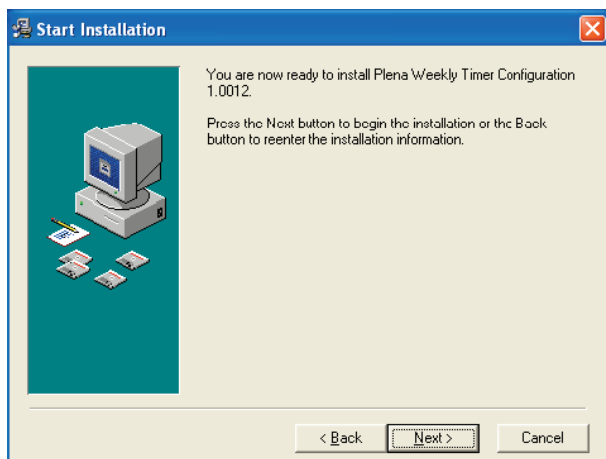 Start Installation
You are now ready to install Plena Weekly Timer Configuration
1.0012.
Press the Next button to begin the installation or the Back
button to reenter the installation information.
< Back
Next >
Cancel